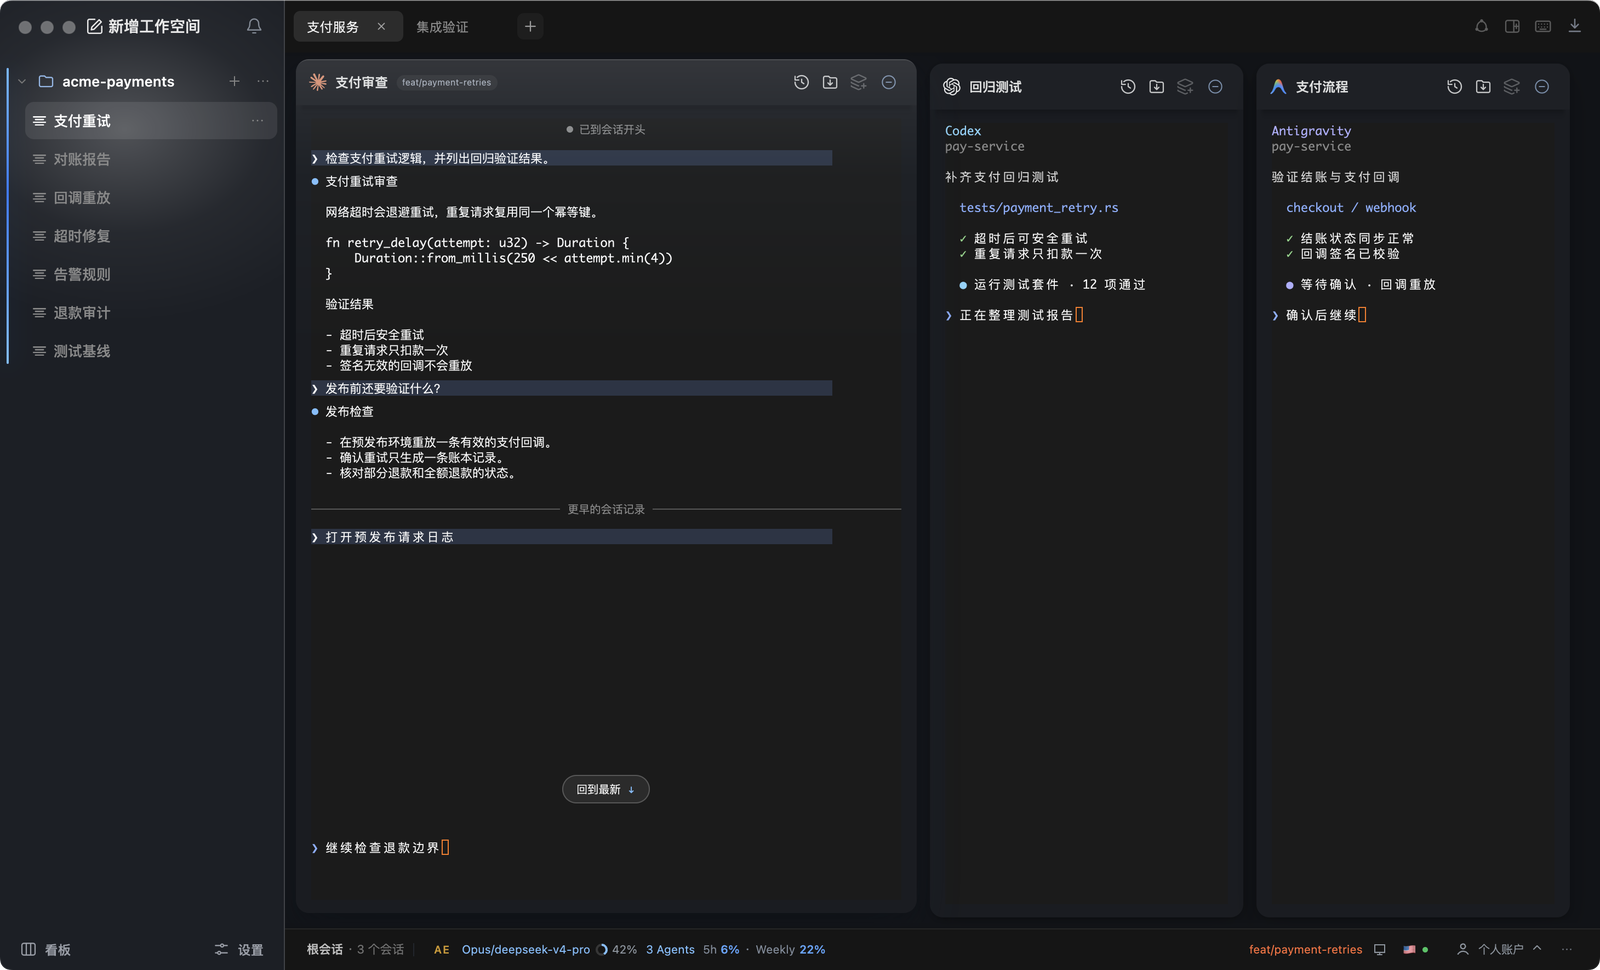 新增工作空间
acme-payments
支付重试
对账报告
回调重放
超时修复
告警规则
退款审计
测试基线
看板
设置
支付服务
集成验证
支付审查 feat/payment-retries
已到会话开头
❯ 检查支付重试逻辑，并列出回归验证结果。
支付重试审查
网络超时会退避重试，重复请求复用同一个幂等键。
fn retry_delay(attempt: u32) -> Duration {
Duration::from_millis(250 << attempt.min(4))
}
验证结果
- 超时后安全重试
- 重复请求只扣款一次
- 签名无效的回调不会重放
❯ 发布前还要验证什么？
发布检查
- 在预发布环境重放一条有效的支付回调。
- 确认重试只生成一条账本记录。
- 核对部分退款和全额退款的状态。
更早的会话记录
❯ 打开预发布请求日志
回到最新 ↓
❯ 继续检查退款边界
回归测试
Codex
pay-service
补齐支付回归测试
tests/payment_retry.rs
✓ 超时后可安全重试
✓ 重复请求只扣款一次
● 运行测试套件 · 12 项通过
❯ 正在整理测试报告
支付流程
Antigravity
pay-service
验证结账与支付回调
checkout / webhook
✓ 结账状态同步正常
✓ 回调签名已校验
● 等待确认 · 回调重放
❯ 确认后继续
根会话 · 3 个会话 AE Opus/deepseek-v4-pro 42% 3 Agents 5h 6% · Weekly 22%
feat/payment-retries 个人账户